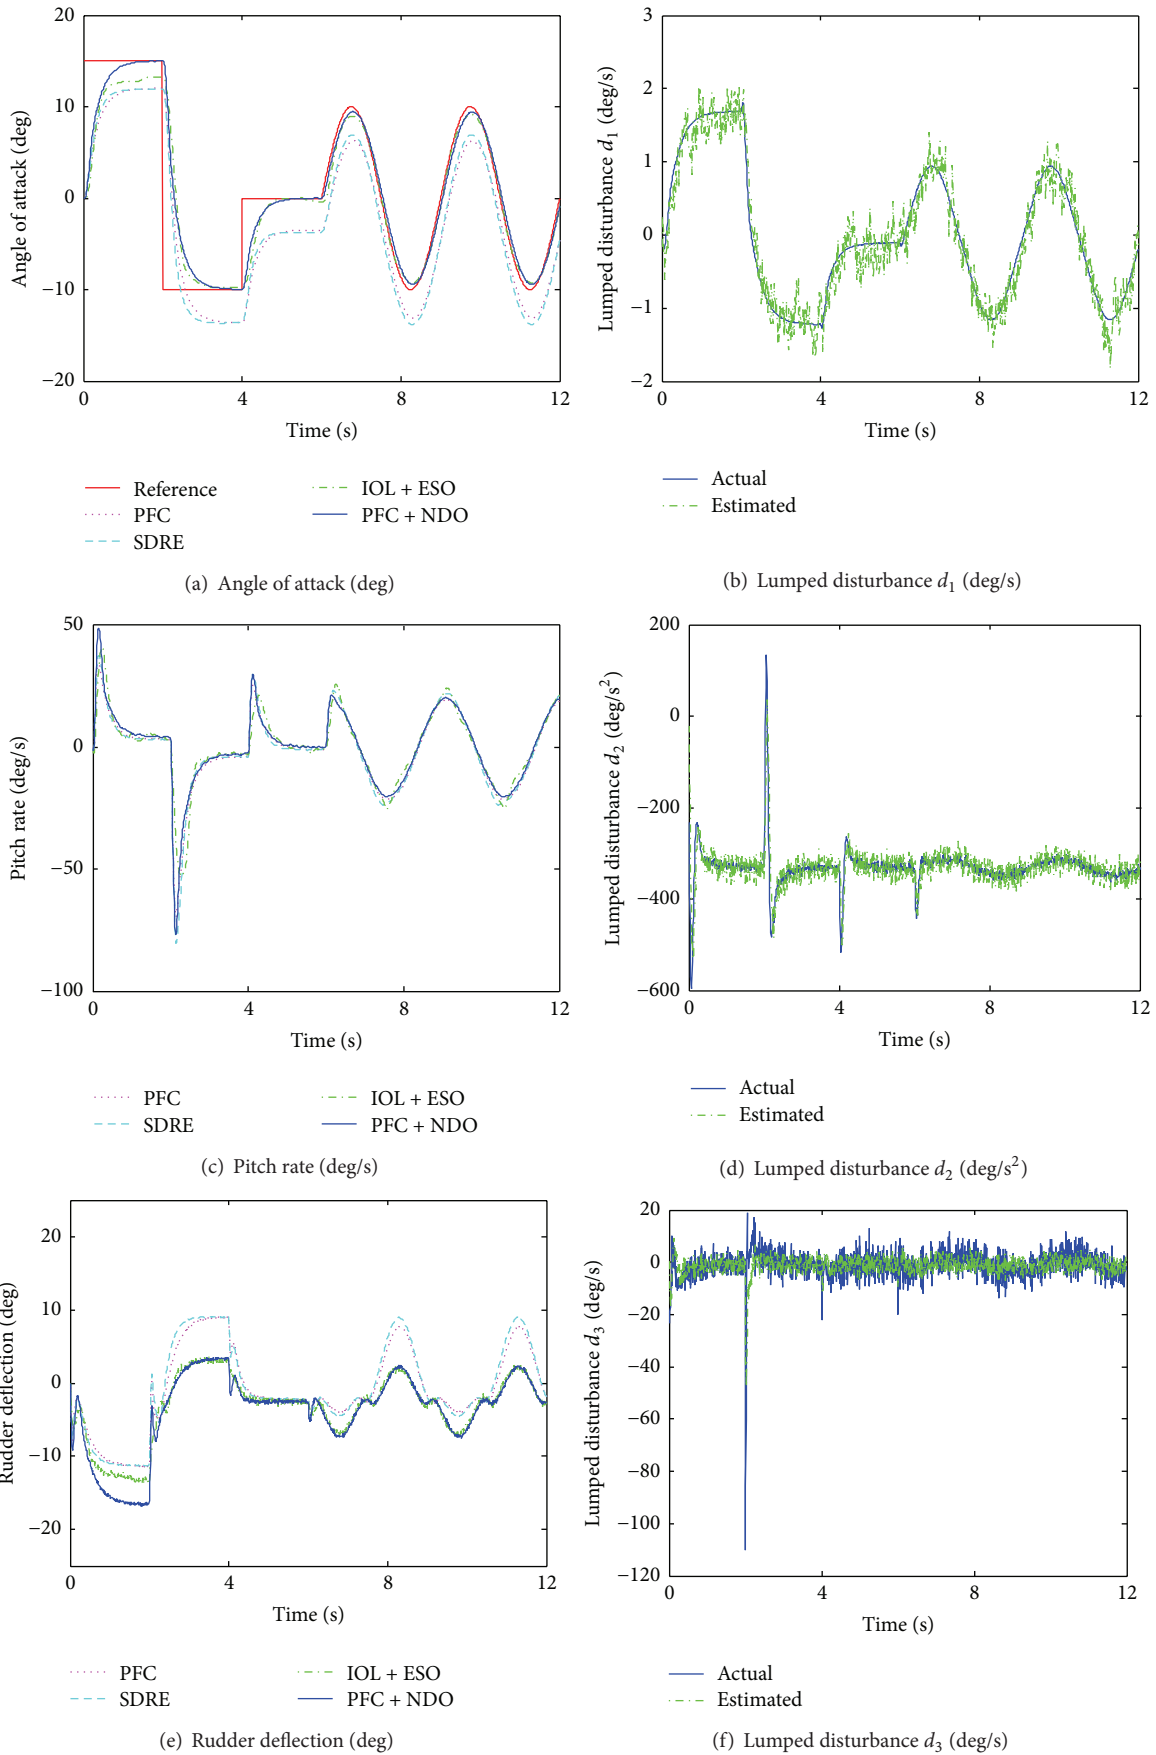 20
10
0
−10
−20
Angle of attack (deg)
0
4
8
12
Time (s)
Reference
PFC
SDRE
IOL + ESO
PFC + NDO
(a) Angle of attack (deg)
3
2
1
0
−1
−2
Lumped disturbance d1 (deg/s)
0
4
8
12
Time (s)
Actual
Estimated
(b) Lumped disturbance d1 (deg/s)
50
0
−50
−100
Pitch rate (deg/s)
0
4
8
12
Time (s)
PFC
SDRE
IOL + ESO
PFC + NDO
(c) Pitch rate (deg/s)
200
0
−200
−400
−600
Lumped disturbance d2 (deg/s²)
0
4
8
12
Time (s)
Actual
Estimated
(d) Lumped disturbance d2 (deg/s²)
20
10
0
−10
−20
Rudder deflection (deg)
0
4
8
12
Time (s)
PFC
SDRE
IOL + ESO
PFC + NDO
(e) Rudder deflection (deg)
20
0
−20
−40
−60
−80
−100
−120
Lumped disturbance d3 (deg/s)
0
4
8
12
Time (s)
Actual
Estimated
(f) Lumped disturbance d3 (deg/s)